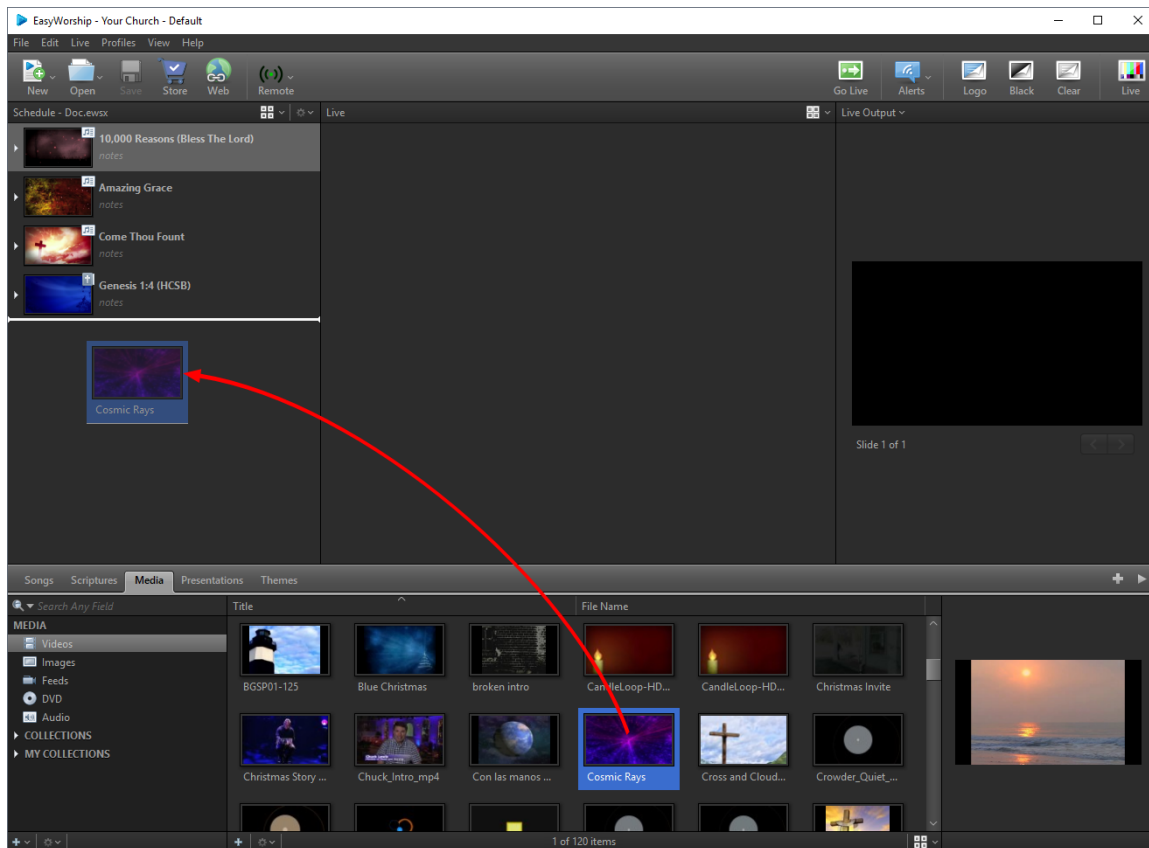 EasyWorship - Your Church - Default
File Edit Live Profiles View Help
New Open Save Store Web Remote Go Live Alerts Logo Black Clear Live
Schedule - Doc.ewsx Live Live Output
10,000 Reasons (Bless The Lord)
notes
Amazing Grace
notes
Come Thou Fount
notes
Genesis 1:4 (HCSB)
notes
Cosmic Rays
Slide 1 of 1
Songs Scriptures Media Presentations Themes
Search Any Field Title File Name
MEDIA
Videos
Images
Feeds
DVD
Audio
COLLECTIONS
MY COLLECTIONS
BGSP01-125 Blue Christmas broken intro CandleLoop-HD... CandleLoop-HD... Christmas Invite
Christmas Story ... Chuck_Intro_mp4 Con las manos ... Cosmic Rays Cross and Cloud... Crowder_Quiet_...
1 of 120 items